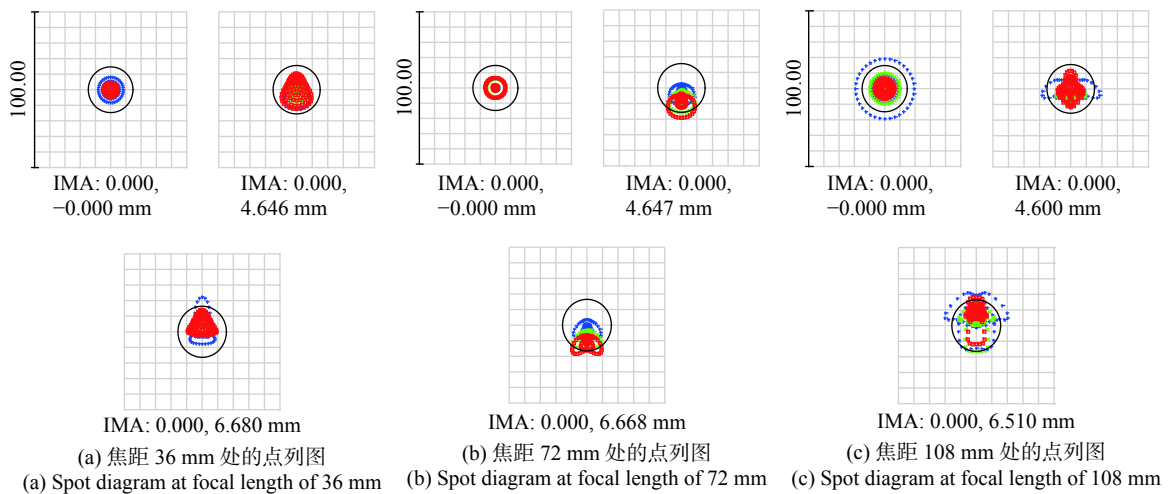 100.00
IMA: 0.000,
−0.000 mm
IMA: 0.000,
4.646 mm
IMA: 0.000, 6.680 mm
(a) 焦距 36 mm 处的点列图
(a) Spot diagram at focal length of 36 mm
100.00
IMA: 0.000,
−0.000 mm
IMA: 0.000,
4.647 mm
IMA: 0.000, 6.668 mm
(b) 焦距 72 mm 处的点列图
(b) Spot diagram at focal length of 72 mm
100.00
IMA: 0.000,
−0.000 mm
IMA: 0.000,
4.600 mm
IMA: 0.000, 6.510 mm
(c) 焦距 108 mm 处的点列图
(c) Spot diagram at focal length of 108 mm